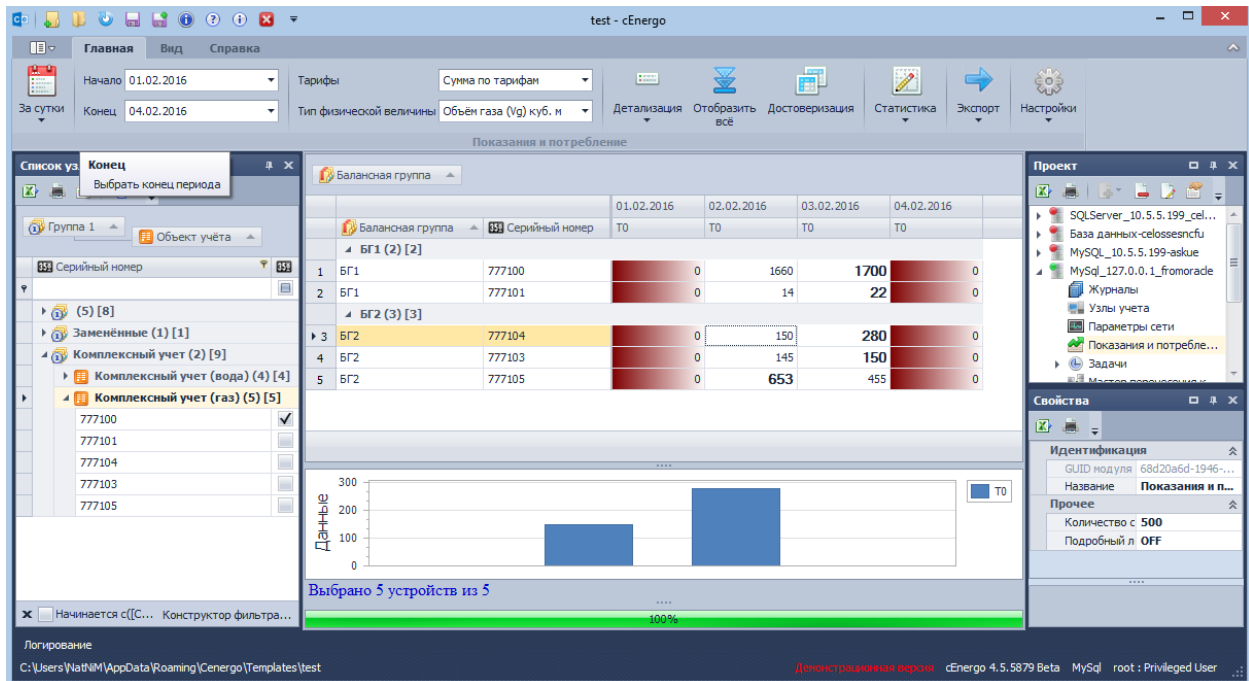 test - cEnergo
Главная Вид Справка
За сутки
Начало 01.02.2016
Конец 04.02.2016
Тарифы Сумма по тарифам
Тип физической величины Объём газа (Vg) куб. м
Детализация
Отобразить всё
Достоверизация
Статистика
Экспорт
Настройки
Показания и потребление
Список уз
Конец
Выбрать конец периода
Группа 1
Объект учёта
Серийный номер
(5) [8]
Заменённые (1) [1]
Комплексный учет (2) [9]
Комплексный учет (вода) (4) [4]
Комплексный учет (газ) (5) [5]
777100
777101
777104
777103
777105
Начинается с([C... Конструктор фильтра...
Балансная группа
01.02.2016 02.02.2016 03.02.2016 04.02.2016
Балансная группа Серийный номер T0 T0 T0 T0
БГ1 (2) [2]
1 БГ1 777100 0 1660 1700 0
2 БГ1 777101 0 14 22 0
БГ2 (3) [3]
3 БГ2 777104 0 150 280 0
4 БГ2 777103 0 145 150 0
5 БГ2 777105 0 653 455 0
Данные
300
200
100
0
T0
Выбрано 5 устройств из 5
100%
Проект
SQLServer_10.5.5.199_cel...
База данных-celossesncfu
MySQL_10.5.5.199-askue
MySql_127.0.0.1_fromorade
Журналы
Узлы учета
Параметры сети
Показания и потребле...
Задачи
Свойства
Идентификация
GUID модуля 68d20a6d-1946-...
Название Показания и п...
Прочее
Количество с 500
Подробный л OFF
Логирование
C:\Users\NatNiM\AppData\Roaming\Cenergo\Templates\test
Демонстрационная версия cEnergo 4.5.5879 Beta MySql root : Privileged User